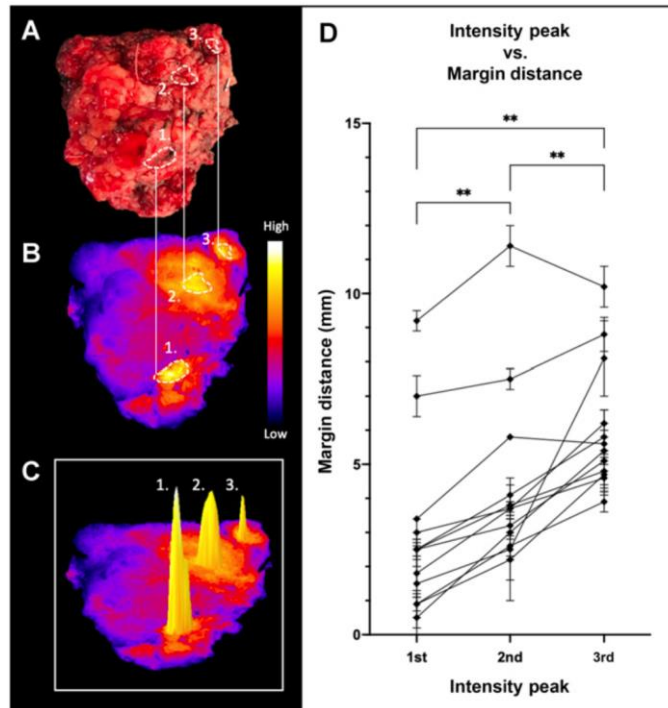 A
1.
2.
3.
B
High
Low
1.
2.
3.
C
1.
2.
3.
D
Intensity peak
vs.
Margin distance
**
**
**
15
10
5
0
Margin distance (mm)
1st
2nd
3rd
Intensity peak